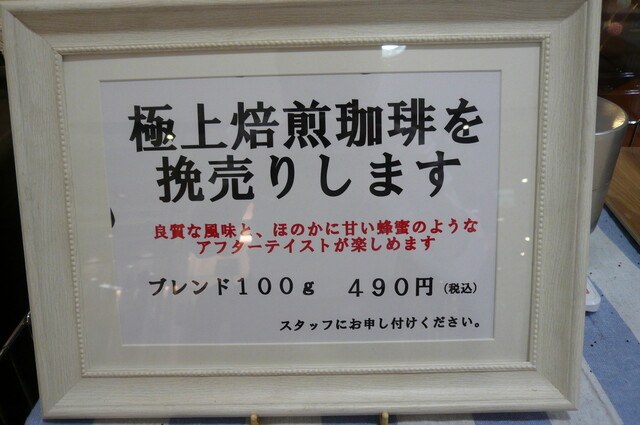 極上焙煎珈琲を
挽売りします
良質な風味と、ほのかに甘い蜂蜜のような
アフターテイストが楽しめます
ブレンド１００ｇ　４９０円（税込）
スタッフにお申し付けください。